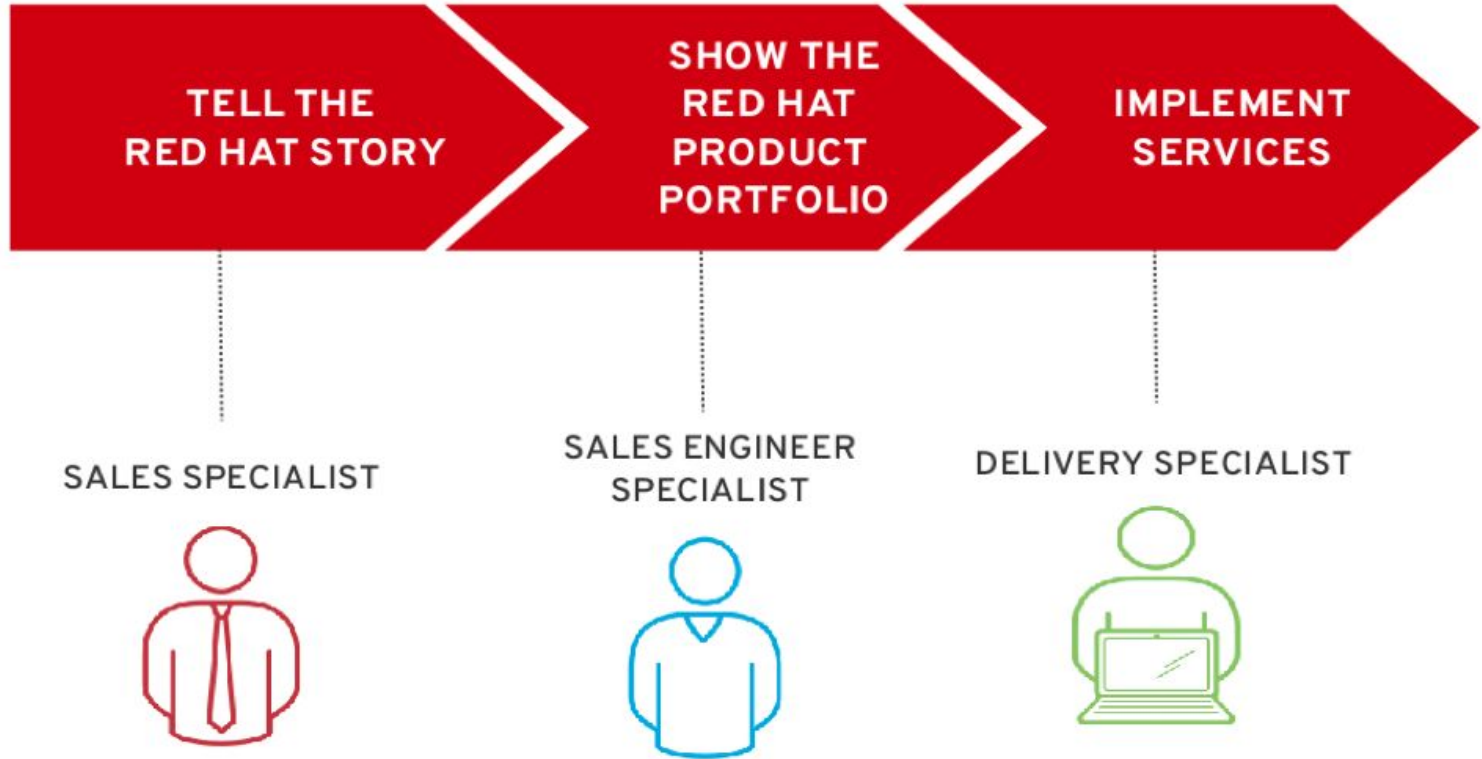 TELL THE
RED HAT STORY
SHOW THE
RED HAT
PRODUCT
PORTFOLIO
IMPLEMENT
SERVICES
SALES SPECIALIST
SALES ENGINEER
SPECIALIST
DELIVERY SPECIALIST